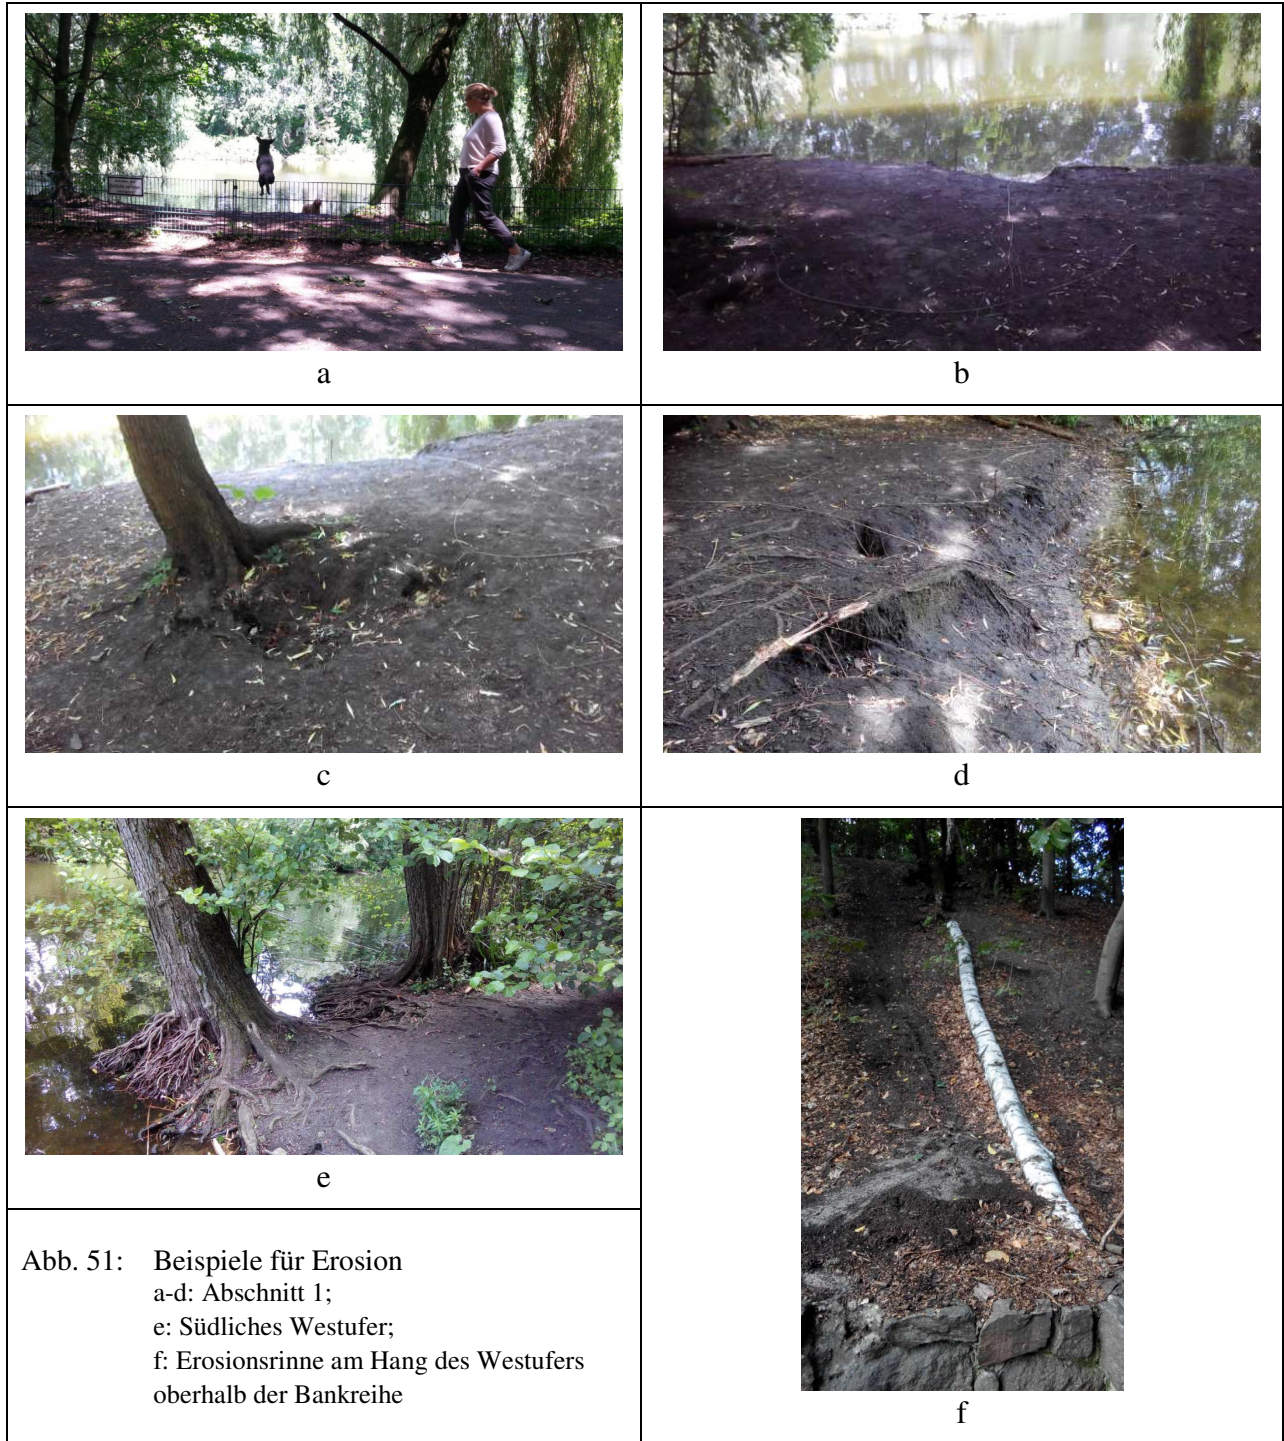 a
b
c
d
e
f
Abb. 51: Beispiele für Erosion
a-d: Abschnitt 1;
e: Südliches Westufer;
f: Erosionsrinne am Hang des Westufers
oberhalb der Bankreihe